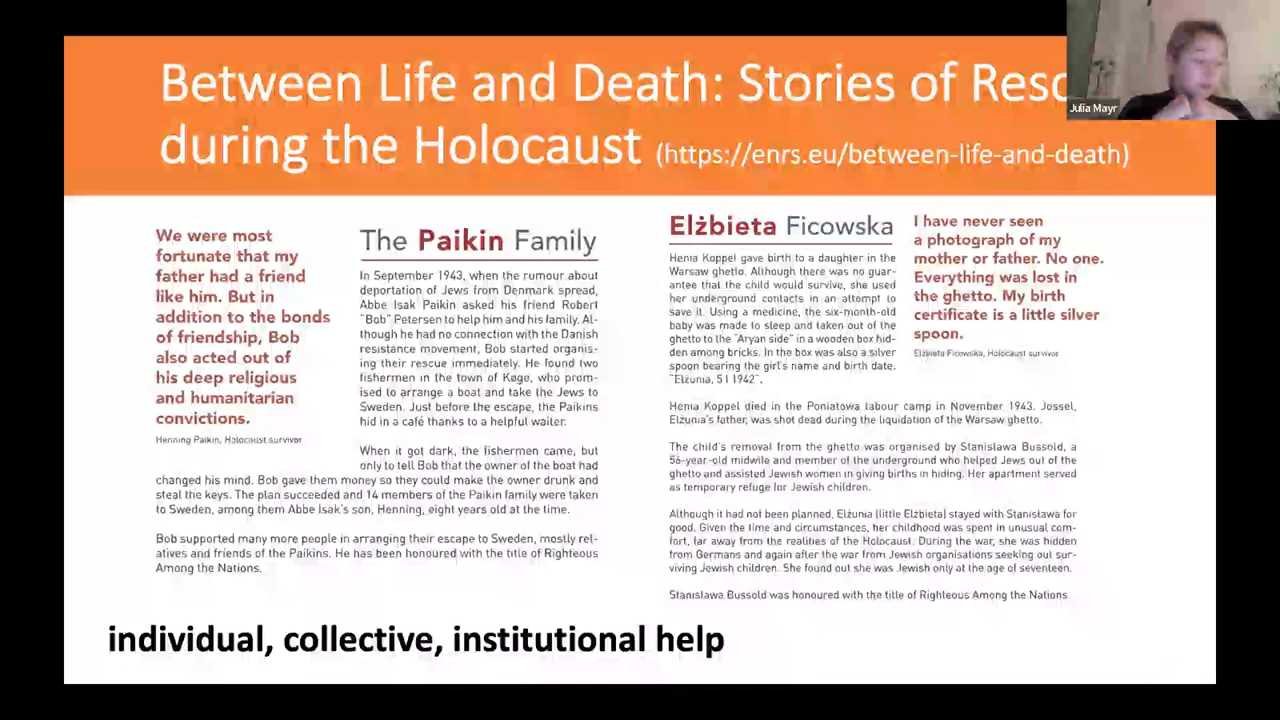 Between Life and Death: Stories of Resc
during the Holocaust (https://enrs.eu/between-life-and-death)
Julia Mayr
We were most
fortunate that my
father had a friend
like him. But in
addition to the bonds
of friendship, Bob
also acted out of
his deep religious
and humanitarian
convictions.
Henning Paikin, Holocaust survivor
The Paikin Family
In September 1943, when the rumour about
deportation of Jews from Denmark spread,
Abbe Isak Paikin asked his friend Robert
"Bob" Petersen to help him and his family. Al-
though he had no connection with the Danish
resistance movement, Bob started organis-
ing their rescue immediately. He found two
fishermen in the town of Køge, who prom-
ised to arrange a boat and take the Jews to
Sweden. Just before the escape, the Paikins
hid in a café thanks to a helpful waiter.
When it got dark, the fishermen came, but
only to tell Bob that the owner of the boat had
changed his mind. Bob gave them money so they could make the owner drunk and
steal the keys. The plan succeeded and 14 members of the Paikin family were taken
to Sweden, among them Abbe Isak's son, Henning, eight years old at the time.
Bob supported many more people in arranging their escape to Sweden, mostly rel-
atives and friends of the Paikins. He has been honoured with the title of Righteous
Among the Nations.
Elżbieta Ficowska
Henia Koppel gave birth to a daughter in the
Warsaw ghetto. Although there was no guar-
antee that the child would survive, she used
her underground contacts in an attempt to
save it. Using a medicine, the six-month-old
baby was made to sleep and taken out of the
ghetto to the "Aryan side" in a wooden box hid-
den among bricks. In the box was also a silver
spoon bearing the girl's name and birth date.
"Elżunia, 5 I 1942".
Henia Koppel died in the Poniatowa labour camp in November 1943. Jossel,
Elżunia's father, was shot dead during the liquidation of the Warsaw ghetto.
The child's removal from the ghetto was organised by Stanisława Bussold, a
56-year-old midwife and member of the underground who helped Jews out of the
ghetto and assisted Jewish women in giving births in hiding. Her apartment served
as temporary refuge for Jewish children.
Although it had not been planned, Elżunia (little Elżbieta) stayed with Stanisława for
good. Given the time and circumstances, her childhood was spent in unusual com-
fort, far away from the realities of the Holocaust. During the war, she was hidden
from Germans and again after the war from Jewish organisations seeking out sur-
viving Jewish children. She found out she was Jewish only at the age of seventeen.
Stanisława Bussold was honoured with the title of Righteous Among the Nations
I have never seen
a photograph of my
mother or father. No one.
Everything was lost in
the ghetto. My birth
certificate is a little silver
spoon.
Elżbieta Ficowska, Holocaust survivor
individual, collective, institutional help